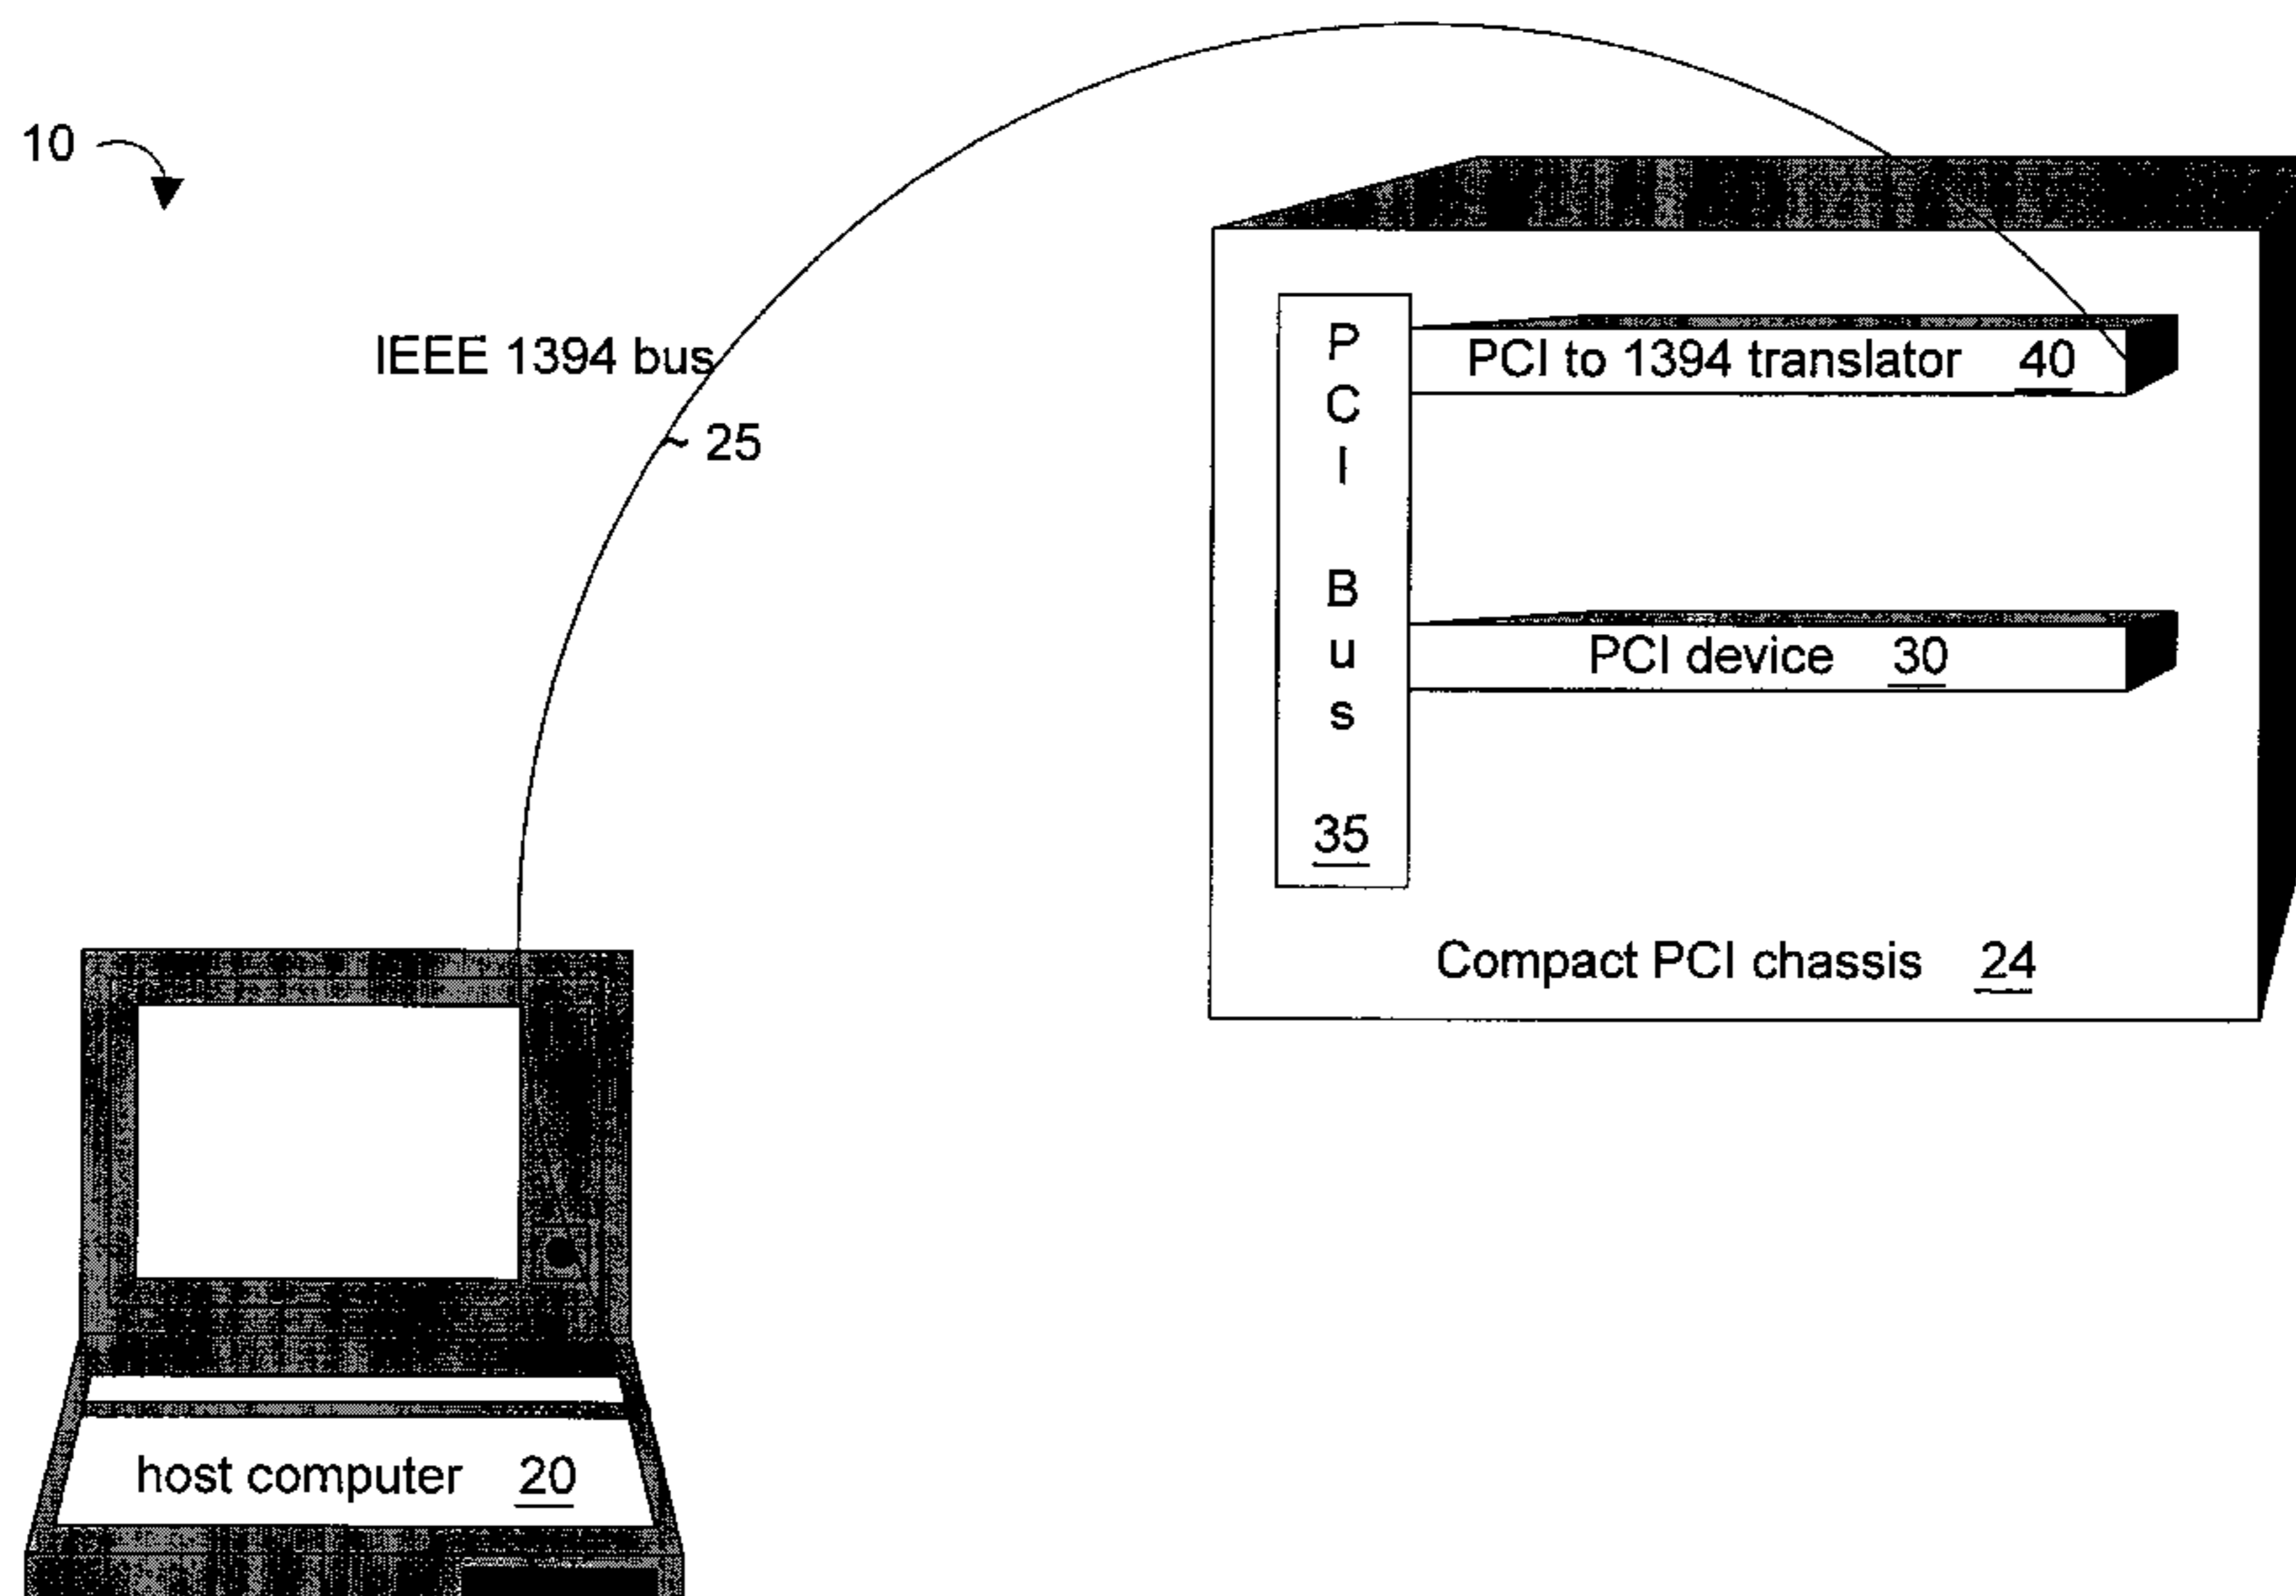 10
IEEE 1394 bus
~ 25
PCI to 1394 translator 40
PCI device 30
P
C
I
B
u
s
35
Compact PCI chassis 24
host computer 20